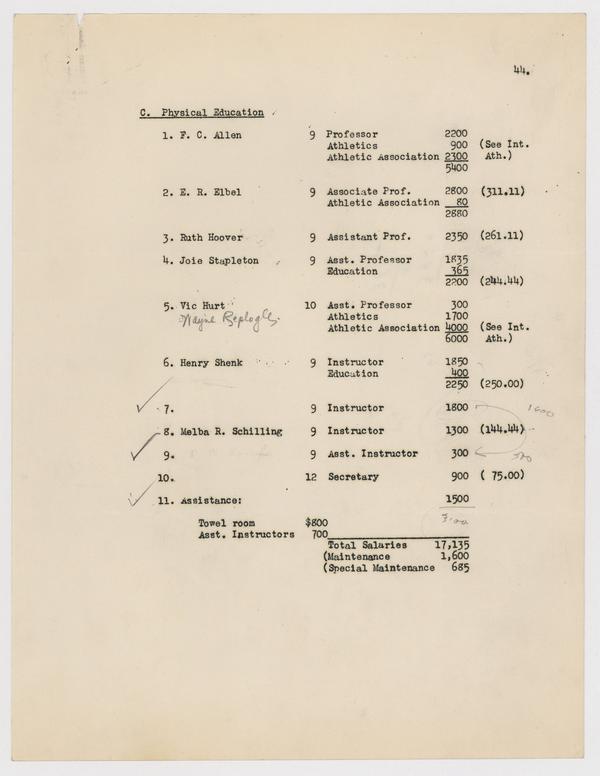 44.
C. Physical Education
1. F. C. Allen 9 Professor 2200
Athletics 900 (See Int.
Athletic Association 2300 Ath.)
5400
2. E. R. Elbel 9 Associate Prof. 2800 (311.11)
Athletic Association 80
2880
3. Ruth Hoover 9 Assistant Prof. 2350 (261.11)
4. Joie Stapleton 9 Asst. Professor 1835
Education 365
2200 (244.44)
5. Vic Hurt 10 Asst. Professor 300
Wayne Replogle Athletics 1700
Athletic Association 4000 (See Int.
6000 Ath.)
6. Henry Shenk 9 Instructor 1850
Education 400
2250 (250.00)
7. 9 Instructor 1800
8. Melba R. Schilling 9 Instructor 1300 (144.44)
9. 9 Asst. Instructor 300
10. 12 Secretary 900 ( 75.00)
11. Assistance: 1500
Towel room $800
Asst. Instructors 700
Total Salaries 17,135
(Maintenance 1,600
(Special Maintenance 685